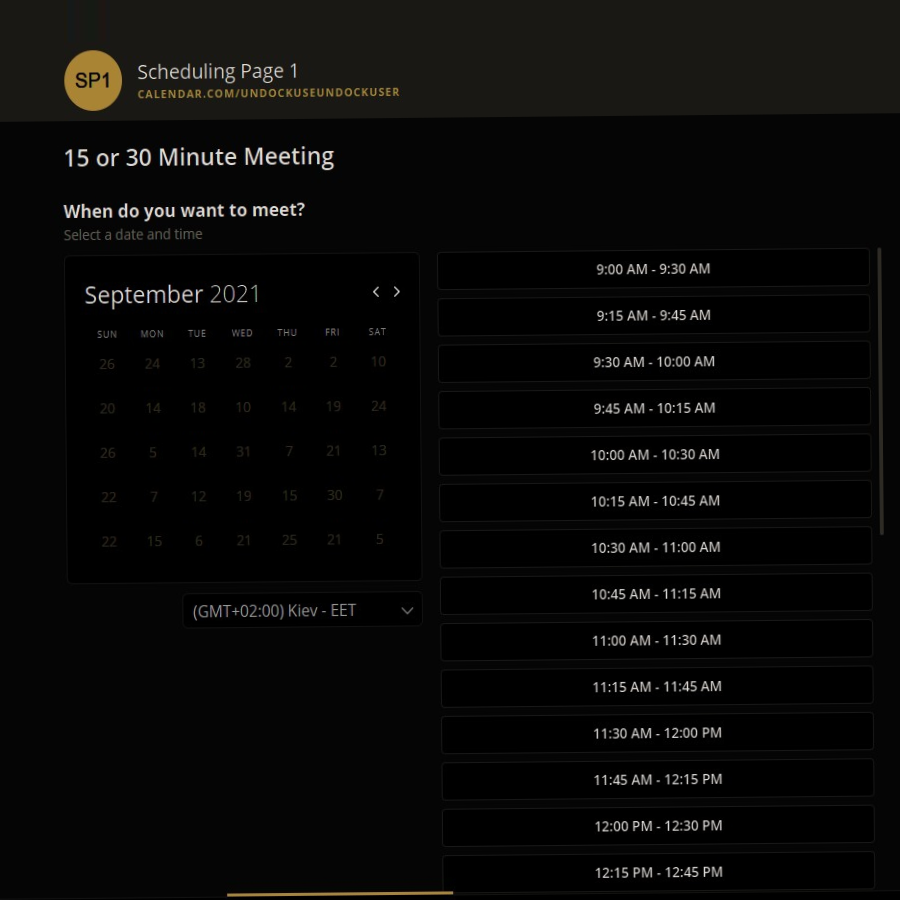 SP1
Scheduling Page 1
CALENDAR.COM/UNDOCKUSEUNDOCKUSER
15 or 30 Minute Meeting
When do you want to meet?
Select a date and time
September 2021
SUN MON TUE WED THU FRI SAT
26 24 13 28 2 2 10
20 14 18 10 14 19 24
26 5 14 31 7 21 13
22 7 12 19 15 30 7
22 15 6 21 25 21 5
(GMT+02:00) Kiev - EET
9:00 AM - 9:30 AM
9:15 AM - 9:45 AM
9:30 AM - 10:00 AM
9:45 AM - 10:15 AM
10:00 AM - 10:30 AM
10:15 AM - 10:45 AM
10:30 AM - 11:00 AM
10:45 AM - 11:15 AM
11:00 AM - 11:30 AM
11:15 AM - 11:45 AM
11:30 AM - 12:00 PM
11:45 AM - 12:15 PM
12:00 PM - 12:30 PM
12:15 PM - 12:45 PM